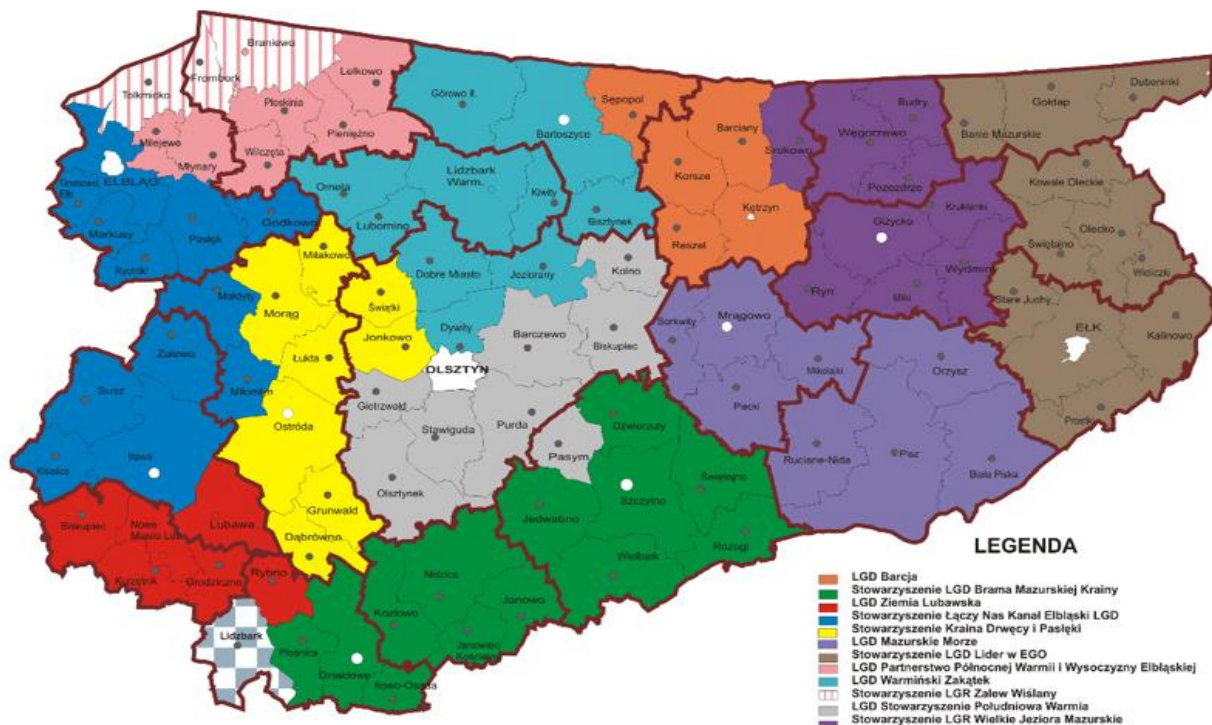 Braniewo
Frombork
Tolkmicko
Lelkowo
Płoskinia
Pieniężno
Wilczęta
Milejewo
Młynary
Górowo Ił.
Bartoszyce
Sępopol
Barciany
Srokowo
Korsze
Kętrzyn
Reszel
Węgorzewo
Budry
Pozezdrze
Banie Mazurskie
Gołdap
Dubeninki
Gronowo Elb.
ELBLĄG
Markusy
Pasłęk
Godkowo
Rychliki
Orneta
Lidzbark
Warm.
Kiwity
Lubomino
Bisztynek
Kowale Oleckie
Olecko
Świętajno
Wieliczki
Giżycko
Kruklanki
Wydminy
Ryn
Miłki
Stare Juchy
EŁK
Kalinowo
Prostki
Małdyty
Miłakowo
Morąg
Świątki
Jonkowo
Dobre Miasto
Jeziorany
Kolno
Dywity
Barczewo
Biskupiec
OLSZTYN
Sorkwity
Mrągowo
Mikołajki
Piecki
Orzysz
Ruciane-Nida
Pisz
Biała Piska
Zalewo
Susz
Miłomłyn
Łukta
Ostróda
Iława
Kisielice
Gietrzwałd
Stawiguda
Purda
Olsztynek
Pasym
Dźwierzuty
Szczytno
Świętajno
Jedwabno
Wielbark
Rozogi
Biskupiec
Nowe
Miasto Lub.
Lubawa
Kurzętnik
Grodziczno
Rybno
Grunwald
Dąbrówno
Lidzbark
Płośnica
Działdowo
Iłowo-Osada
Nidzica
Kozłowo
Janowo
Janowiec
Kościelny
LEGENDA
LGD Barcja
Stowarzyszenie LGD Brama Mazurskiej Krainy
LGD Ziemia Lubawska
Stowarzyszenie Łączy Nas Kanał Elbląski LGD
Stowarzyszenie Kraina Drwęcy i Pasłęki
LGD Mazurskie Morze
Stowarzyszenie LGD Lider w EGO
LGD Partnerstwo Północnej Warmii i Wysoczyzny Elbląskiej
LGD Warmiński Zakątek
Stowarzyszenie LGR Zalew Wiślany
LGD Stowarzyszenie Południowa Warmia
Stowarzyszenie LGR Wielkie Jeziora Mazurskie